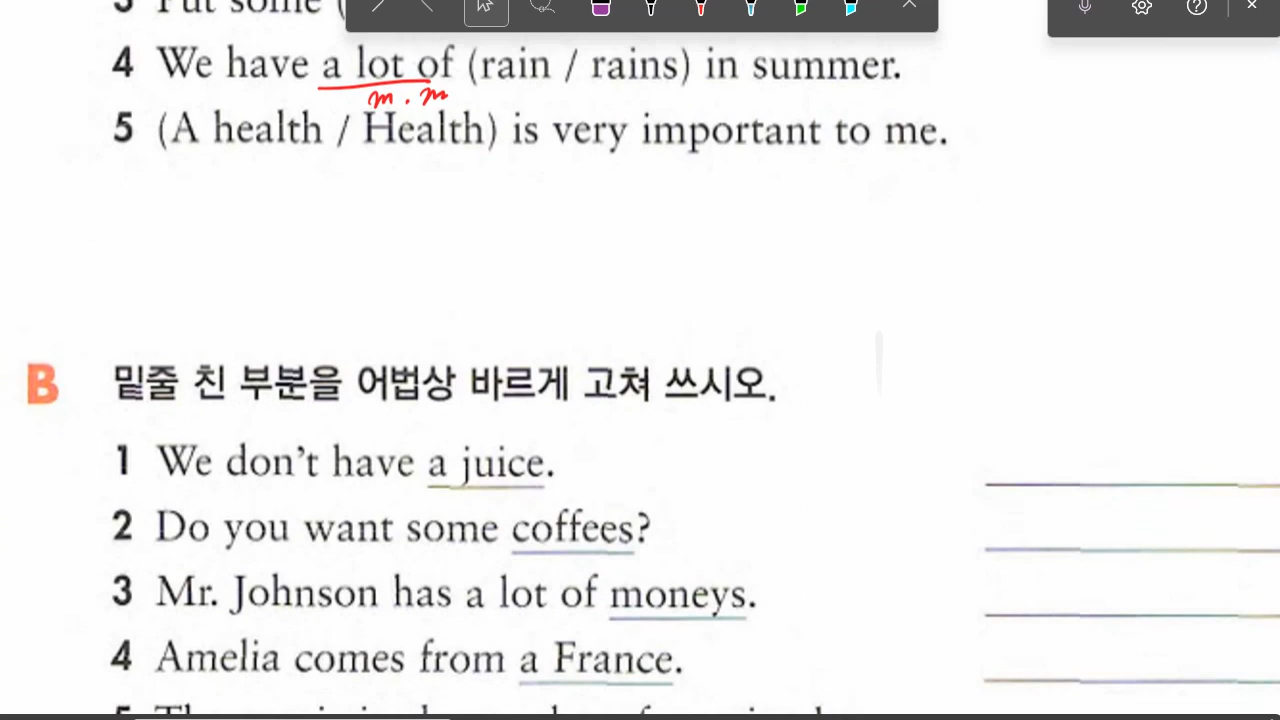 3 Put some (
4 We have a lot of (rain / rains) in summer.
m . m
5 (A health / Health) is very important to me.
B 밑줄 친 부분을 어법상 바르게 고쳐 쓰시오.
1 We don't have a juice.
2 Do you want some coffees?
3 Mr. Johnson has a lot of moneys.
4 Amelia comes from a France.